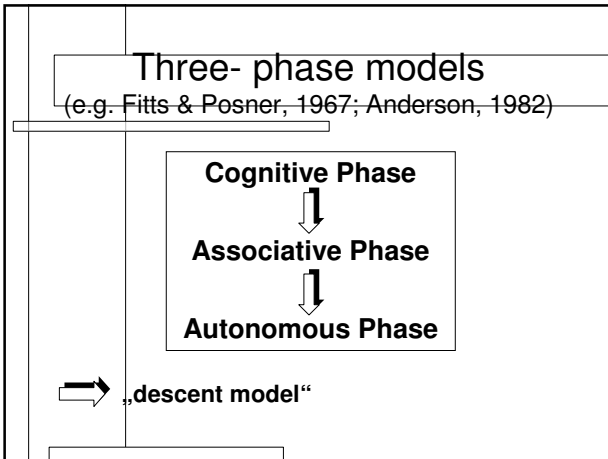 Three- phase models
(e.g. Fitts & Posner, 1967; Anderson, 1982)
Cognitive Phase
Associative Phase
Autonomous Phase
„descent model“